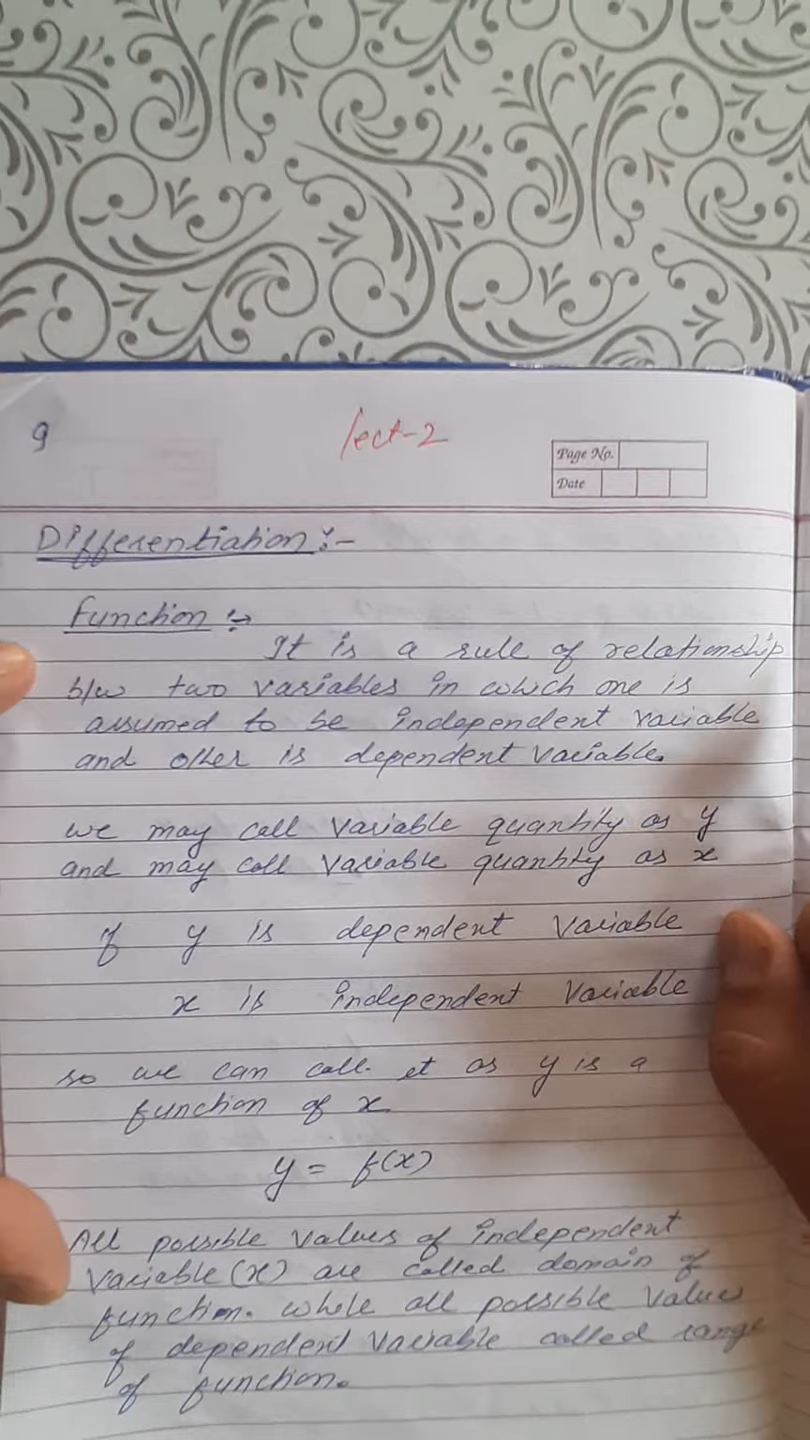 9
lect-2
Page No.
Date
Differentiation :-
Function :-
It is a rule of relationship
b/w two variables in which one is
assumed to be independent variable
and other is dependent variable.
we may call variable quantity as y
and may call variable quantity as x
if y is dependent variable
x is independent variable
so we can call it as y is a
function of x
y = f(x)
All possible values of independent
variable (x) are called domain of
function. while all possible values
of dependent variable called range
of function.